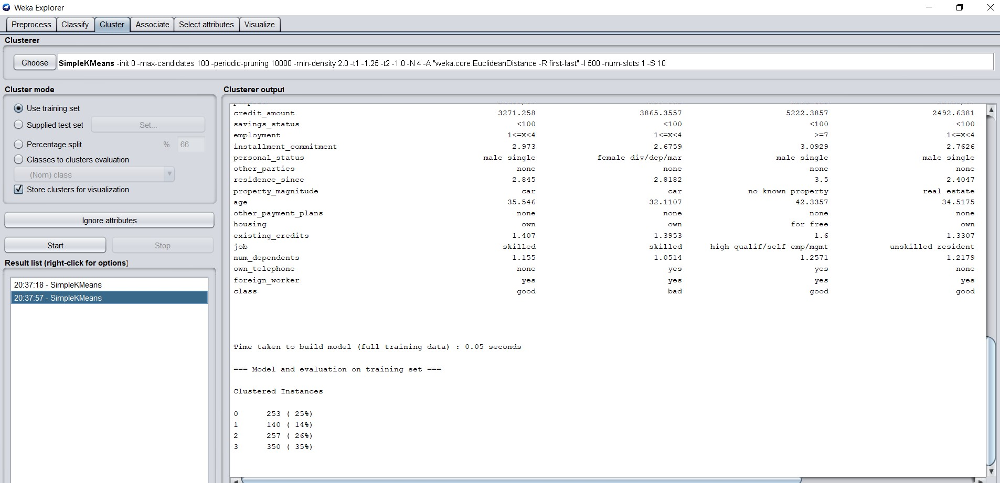 Weka Explorer
Preprocess Classify Cluster Associate Select attributes Visualize
Clusterer
Choose SimpleKMeans -init 0 -max-candidates 100 -periodic-pruning 10000 -min-density 2.0 -t1 -1.25 -t2 -1.0 -N 4 -A "weka.core.EuclideanDistance -R first-last" -I 500 -num-slots 1 -S 10
Cluster mode
Use training set
Supplied test set Set...
Percentage split % 66
Classes to clusters evaluation
(Nom) class
Store clusters for visualization
Ignore attributes
Start Stop
Result list (right-click for options)
20:37:18 - SimpleKMeans
20:37:57 - SimpleKMeans
Clusterer output
credit_amount 3271.258 3865.3557 5222.3857 2492.6381
savings_status <100 <100 <100 <100
employment 1<=X<4 1<=X<4 >=7 1<=X<4
installment_commitment 2.973 2.6759 3.0929 2.7626
personal_status male single female div/dep/mar male single male single
other_parties none none none none
residence_since 2.845 2.8182 3.5 2.4047
property_magnitude car car no known property real estate
age 35.546 32.1107 42.3357 34.5175
other_payment_plans none none none none
housing own own for free own
existing_credits 1.407 1.3953 1.6 1.3307
job skilled skilled high qualif/self emp/mgmt unskilled resident
num_dependents 1.155 1.0514 1.2571 1.2179
own_telephone none yes yes none
foreign_worker yes yes yes yes
class good bad good good
Time taken to build model (full training data) : 0.05 seconds
=== Model and evaluation on training set ===
Clustered Instances
0 253 ( 25%)
1 140 ( 14%)
2 257 ( 26%)
3 350 ( 35%)